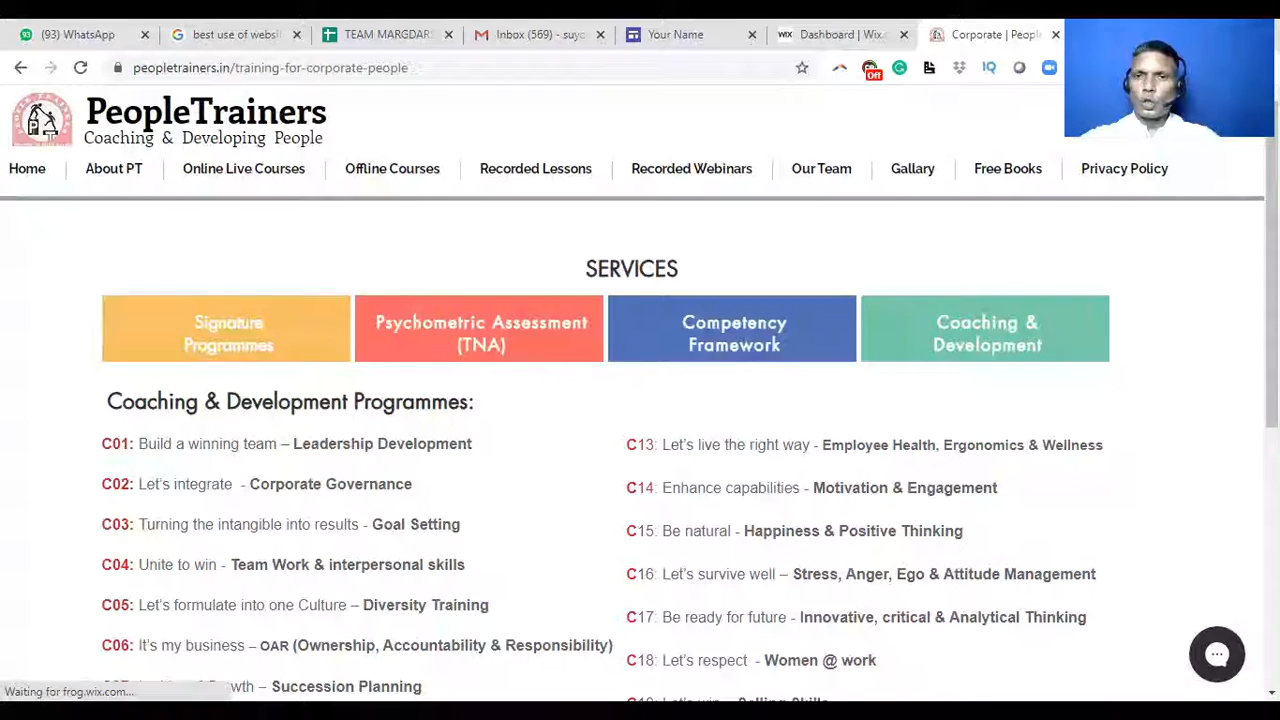 (93) WhatsApp
best use of websi
TEAM MARGDAR
Inbox (569) - suyo
Your Name
WIX Dashboard | Wix.
Corporate | People
peopletrainers.in/training-for-corporate-people
Off
PeopleTrainers
Coaching & Developing People
Home
About PT
Online Live Courses
Offline Courses
Recorded Lessons
Recorded Webinars
Our Team
Gallary
Free Books
Privacy Policy
SERVICES
Signature
Programmes
Psychometric Assessment
(TNA)
Competency
Framework
Coaching &
Development
Coaching & Development Programmes:
C01: Build a winning team – Leadership Development
C02: Let's integrate - Corporate Governance
C03: Turning the intangible into results - Goal Setting
C04: Unite to win - Team Work & interpersonal skills
C05: Let's formulate into one Culture – Diversity Training
C06: It's my business – OAR (Ownership, Accountability & Responsibility)
– Succession Planning
C13: Let's live the right way - Employee Health, Ergonomics & Wellness
C14: Enhance capabilities - Motivation & Engagement
C15: Be natural - Happiness & Positive Thinking
C16: Let's survive well – Stress, Anger, Ego & Attitude Management
C17: Be ready for future - Innovative, critical & Analytical Thinking
C18: Let's respect - Women @ work
Waiting for frog.wix.com...